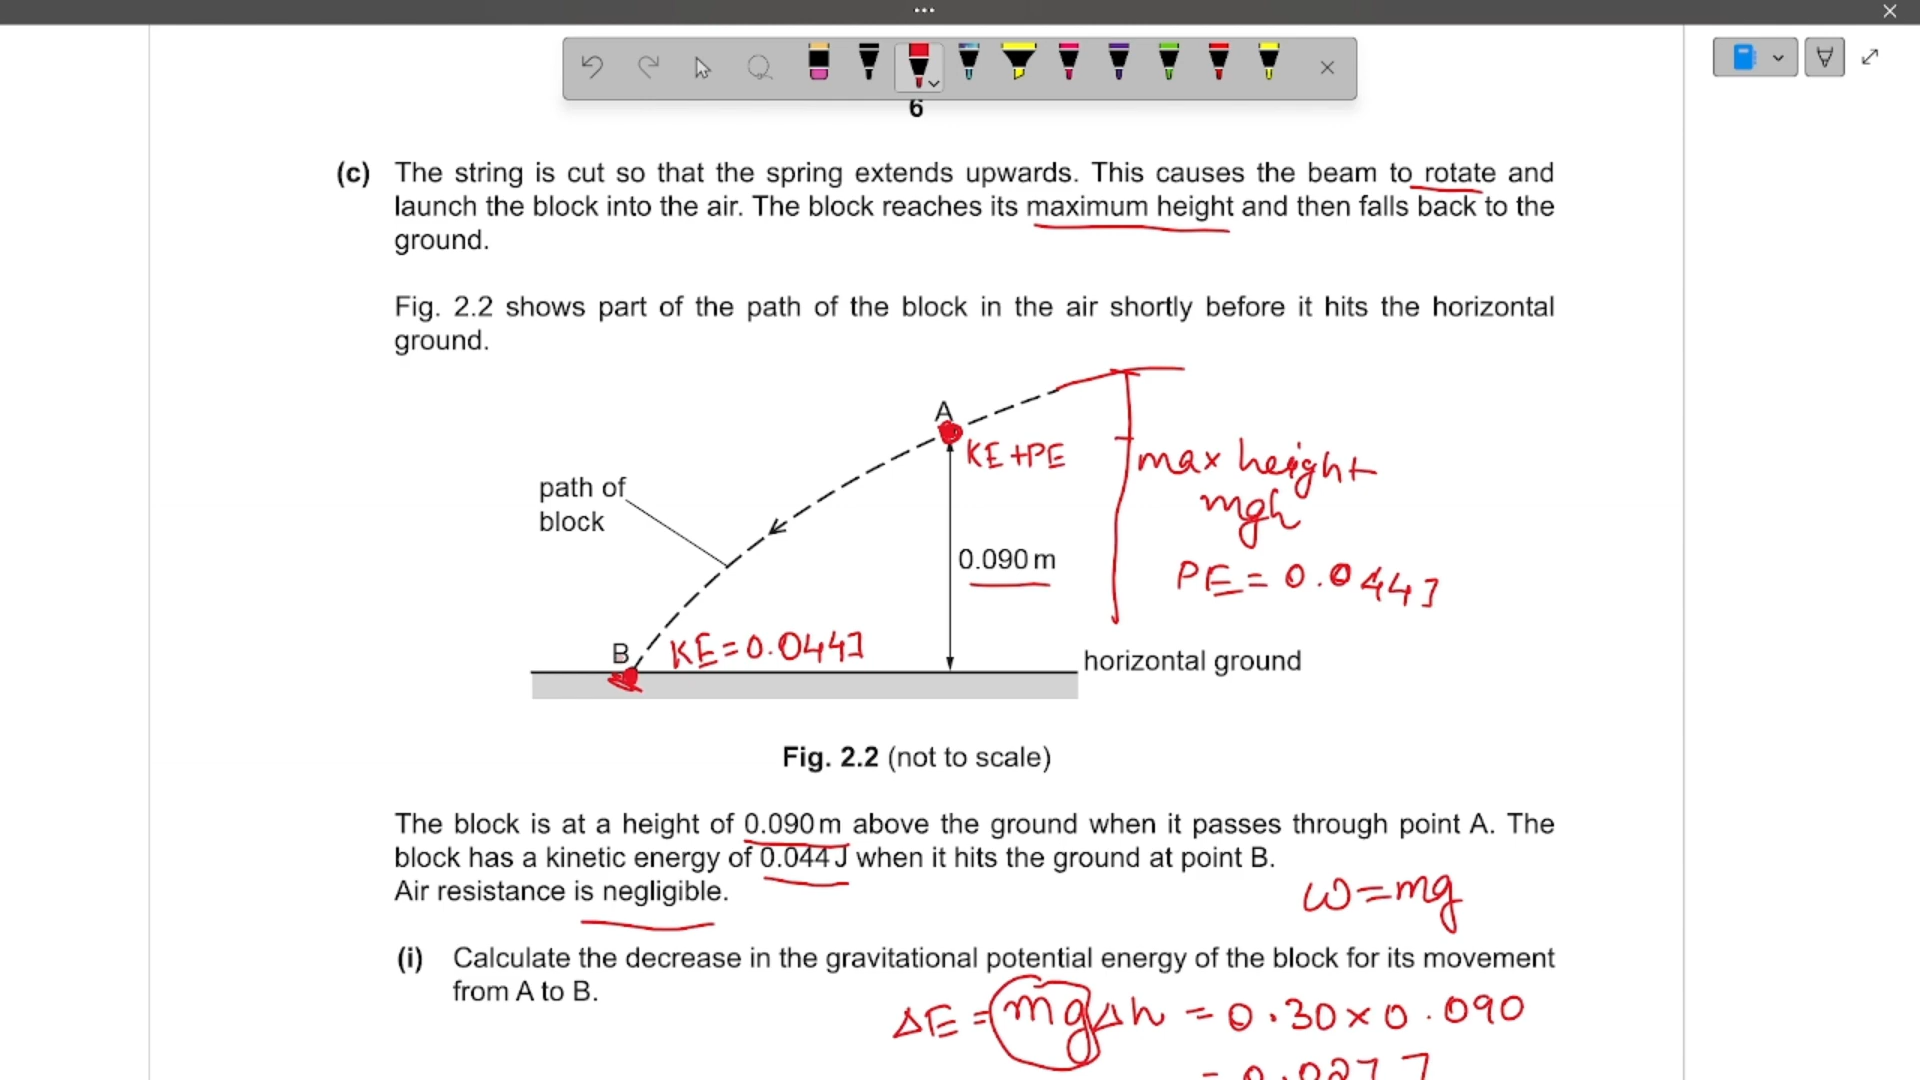 6
(c) The string is cut so that the spring extends upwards. This causes the beam to rotate and
launch the block into the air. The block reaches its maximum height and then falls back to the
ground.
Fig. 2.2 shows part of the path of the block in the air shortly before it hits the horizontal
ground.
A
KE+PE
max height
mgh
path of
block
0.090 m
PE = 0.044J
B
KE = 0.044J
horizontal ground
Fig. 2.2 (not to scale)
The block is at a height of 0.090 m above the ground when it passes through point A. The
block has a kinetic energy of 0.044 J when it hits the ground at point B.
Air resistance is negligible.
W=mg
(i) Calculate the decrease in the gravitational potential energy of the block for its movement
from A to B.
ΔE = mgΔh = 0.30 × 0.090
= 0.027 J